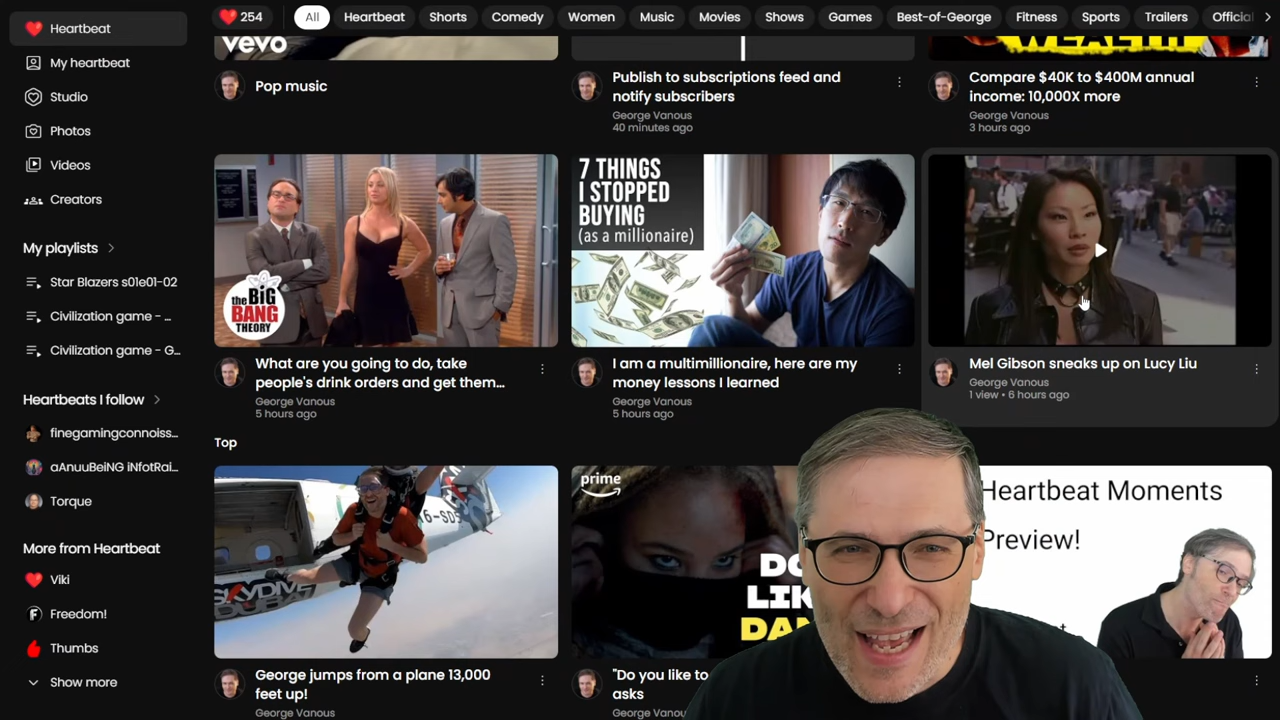 Heartbeat
My heartbeat
Studio
Photos
Videos
Creators
My playlists
Star Blazers s01e01-02
Civilization game - ...
Civilization game - G...
Heartbeats I follow
finegamingconnoiss...
aAnuuBeiNG iNfotRai...
Torque
More from Heartbeat
Viki
Freedom!
Thumbs
Show more
254
All
Heartbeat
Shorts
Comedy
Women
Music
Movies
Shows
Games
Best-of-George
Fitness
Sports
Trailers
Official
vevo
Pop music
Publish to subscriptions feed and
notify subscribers
George Vanous
40 minutes ago
WEALTH
Compare $40K to $400M annual
income: 10,000X more
George Vanous
3 hours ago
the BIG
BANG
THEORY
What are you going to do, take
people's drink orders and get them...
George Vanous
5 hours ago
7 THINGS
I STOPPED
BUYING
(as a millionaire)
I am a multimillionaire, here are my
money lessons I learned
George Vanous
5 hours ago
Mel Gibson sneaks up on Lucy Liu
George Vanous
1 view • 6 hours ago
Top
SKYDIVE
George jumps from a plane 13,000
feet up!
George Vanous
prime
DO
LIK
DAN
"Do you like to
asks
George Vanous
Heartbeat Moments
Preview!